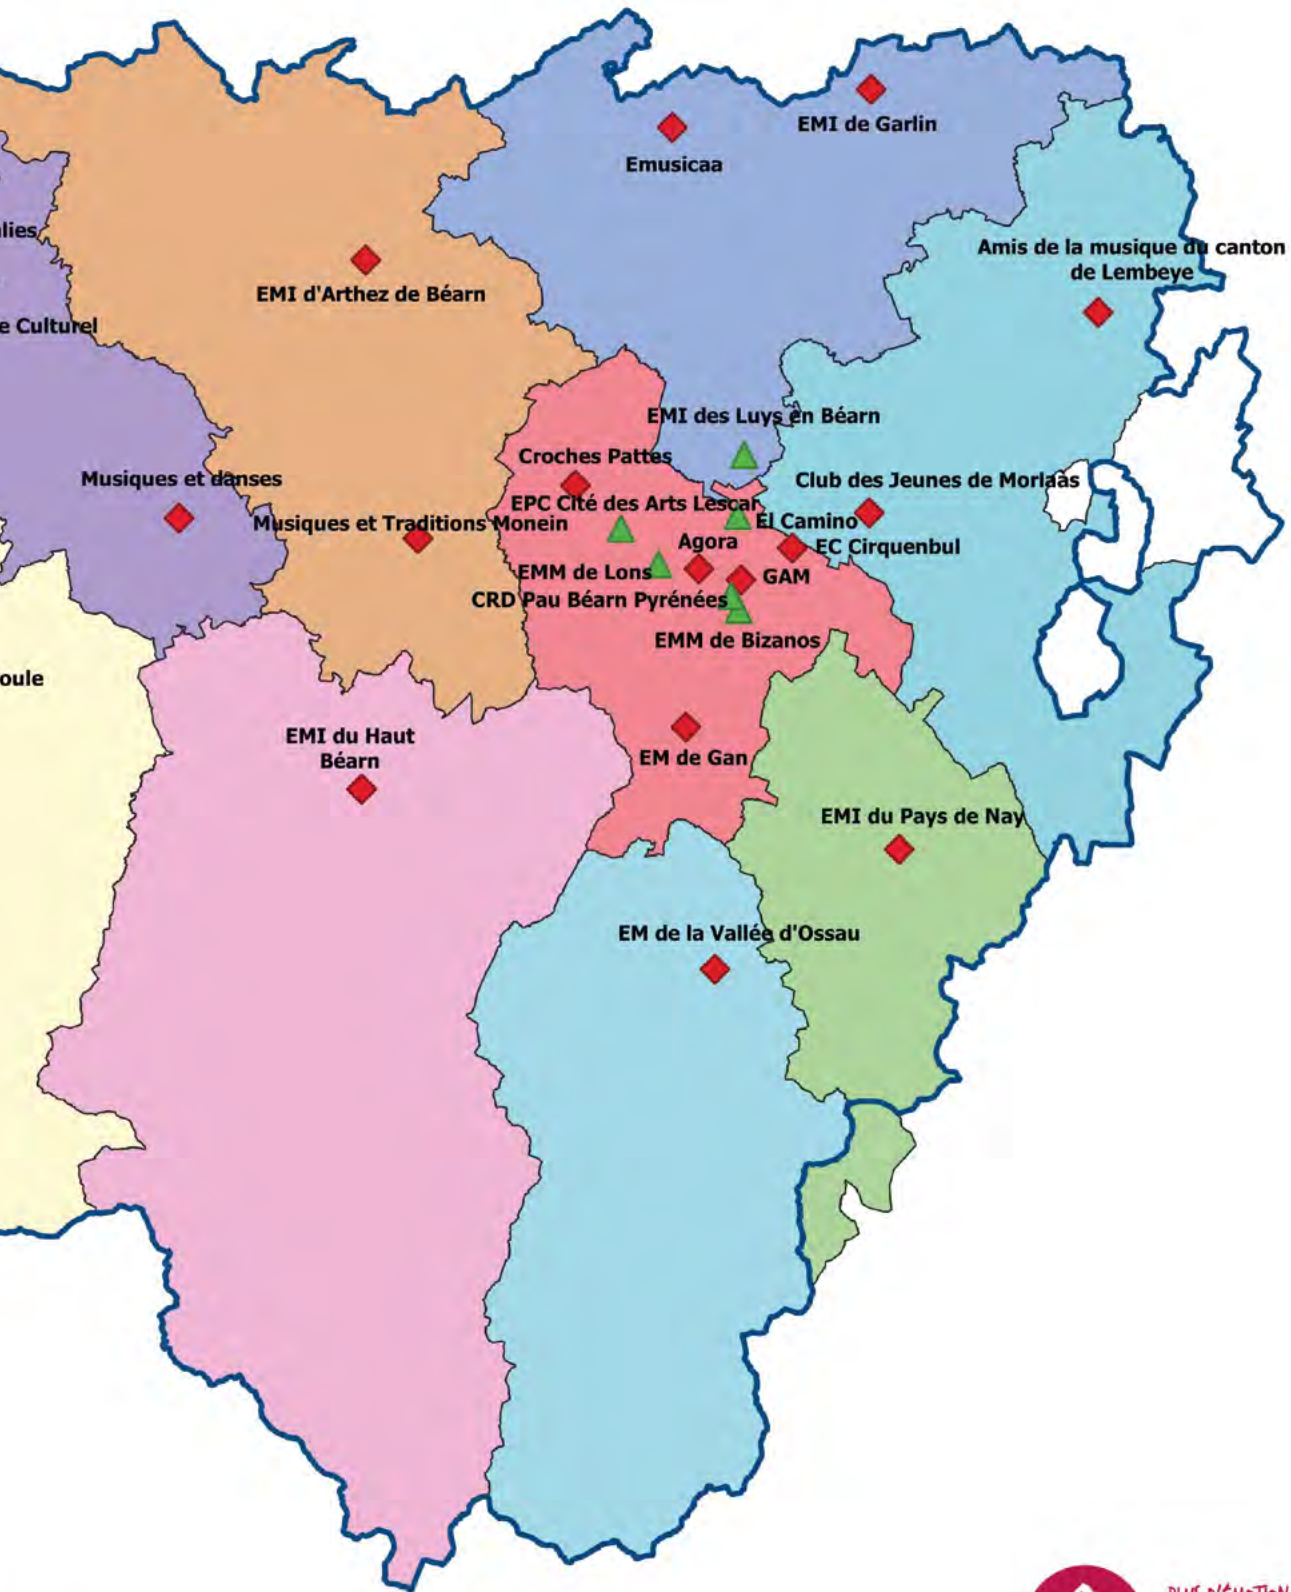 EMI de Garlin
Emusicaa
lies
Amis de la musique du canton
de Lembeye
EMI d'Arthez de Béarn
e Culturel
EMI des Luys en Béarn
Croches Pattes
Musiques et danses
Club des Jeunes de Morlaàs
EPC Cité des Arts Lescar
Musiques et Traditions Monein
El Camino
Agora
EC Cirquenbul
EMM de Lons
GAM
CRD Pau Béarn Pyrénées
EMM de Bizanos
oule
EMI du Haut
Béarn
EM de Gan
EMI du Pays de Nay
EM de la Vallée d'Ossau